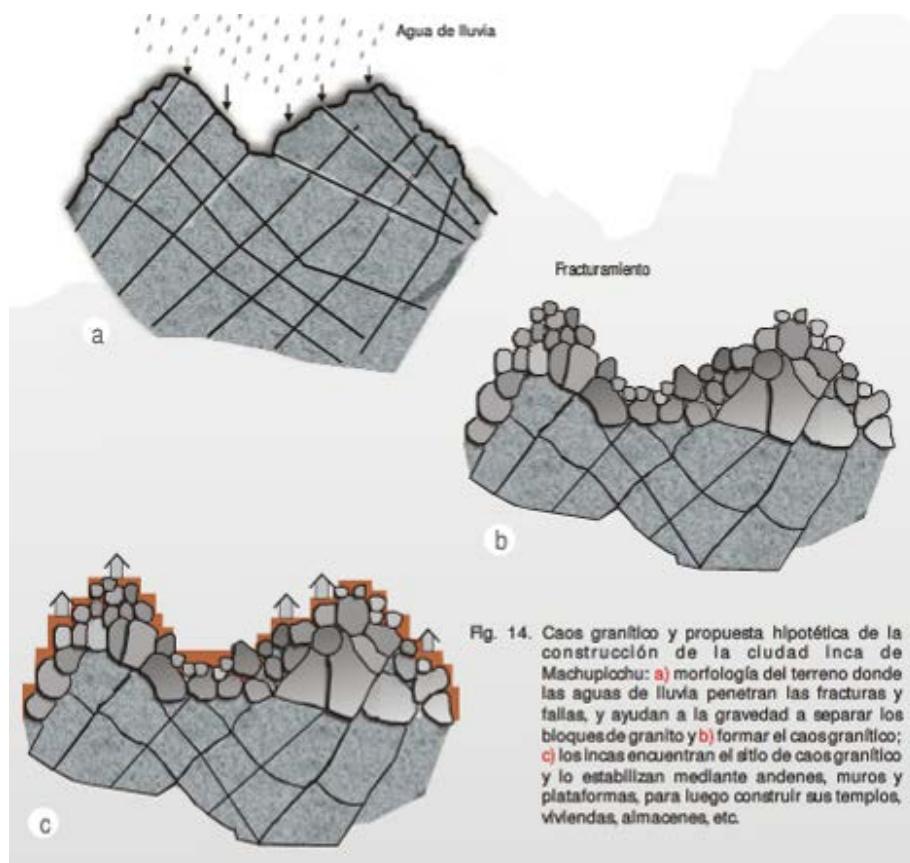 Agua de lluvia
a
Fracturamiento
b
c
Fig. 14. Caos granítico y propuesta hipotética de la
construcción de la ciudad Inca de
Machupicchu: a) morfología del terreno donde
las aguas de lluvia penetran las fracturas y
fallas, y ayudan a la gravedad a separar los
bloques de granito y b) formar el caos granítico;
c) los incas encuentran el sitio de caos granítico
y lo estabilizan mediante andenes, muros y
plataformas, para luego construir sus templos,
viviendas, almacenes, etc.